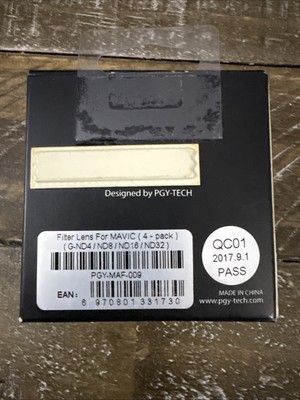 Designed by PGY-TECH
Filter Lens For MAVIC ( 4 - pack )
( G-ND4 / ND8 / ND16 / ND32 )
PGY-MAF-009
EAN :
6 970801 331730
QC01
2017.9.1
PASS
MADE IN CHINA
www.pgy-tech.com